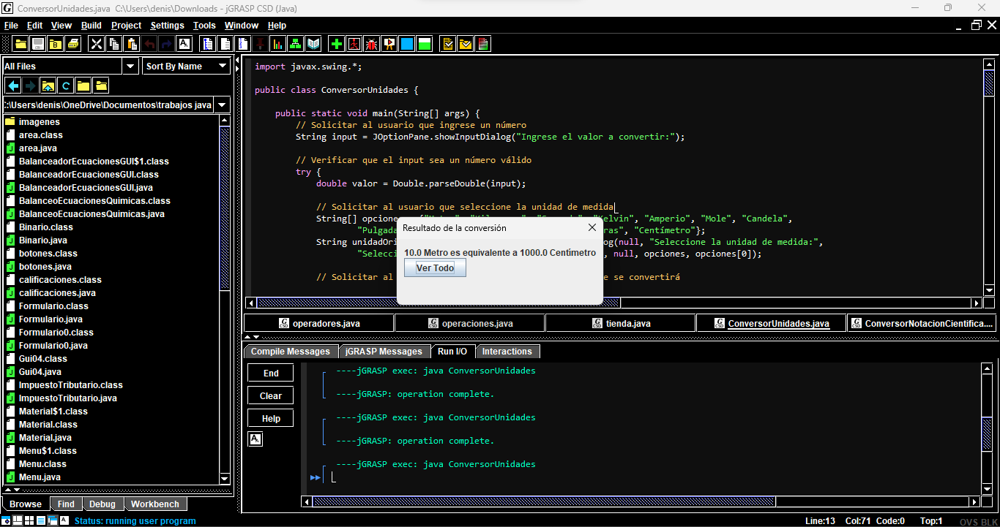 ConversorUnidades.java C:\Users\denis\Downloads - jGRASP CSD (Java)
File Edit View Build Project Settings Tools Window Help
All Files
Sort By Name
:\Users\denis\OneDrive\Documentos\trabajos java
imagenes
area.class
area.java
BalanceadorEcuacionesGUI$1.class
BalanceadorEcuacionesGUI.class
BalanceadorEcuacionesGUI.java
BalanceoEcuacionesQuimicas.class
BalanceoEcuacionesQuimicas.java
Binario.class
Binario.java
botones.class
botones.java
calificaciones.class
calificaciones.java
Formulario.class
Formulario.java
Formulario0.class
Formulario0.java
Gui04.class
Gui04.java
ImpuestoTributario.class
ImpuestoTributario.java
Material$1.class
Material.class
Material.java
Menu$1.class
Menu.class
Menu.java
Browse Find Debug Workbench
import javax.swing.*;
public class ConversorUnidades {
public static void main(String[] args) {
// Solicitar al usuario que ingrese un número
String input = JOptionPane.showInputDialog("Ingrese el valor a convertir:");
// Verificar que el input sea un número válido
try {
double valor = Double.parseDouble(input);
// Solicitar al usuario que seleccione la unidad de medida
String[] opcione "Amperio", "Mole", "Candela",
"Pulgada ras", "Centímetro"};
String unidadOri og(null, "Seleccione la unidad de medida:",
"Selecci , null, opciones, opciones[0]);
// Solicitar al e se convertirá
Resultado de la conversión
10.0 Metro es equivalente a 1000.0 Centímetro
Ver Todo
operadores.java operaciones.java tienda.java ConversorUnidades.java ConversorNotacionCientifica....
Compile Messages jGRASP Messages Run I/O Interactions
End
Clear
Help
----jGRASP exec: java ConversorUnidades
----jGRASP: operation complete.
----jGRASP exec: java ConversorUnidades
----jGRASP: operation complete.
----jGRASP exec: java ConversorUnidades
Status: running user program
Line:13 Col:71 Code:0 Top:1 OVS BLK